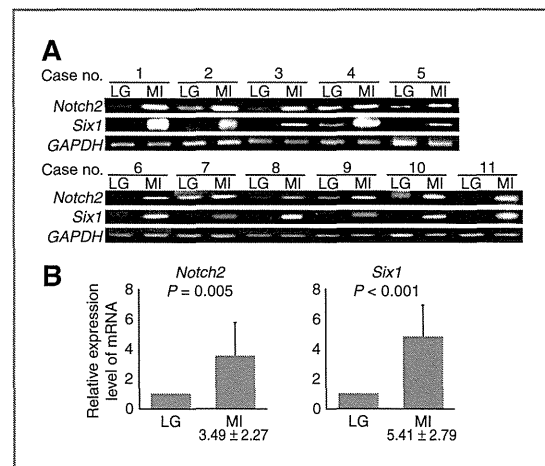 A
Case no. 1 2 3 4 5
LG MI LG MI LG MI LG MI LG MI
Notch2
Six1
GAPDH
Case no. 6 7 8 9 10 11
LG MI LG MI LG MI LG MI LG MI LG MI
Notch2
Six1
GAPDH
B
Notch2
P = 0.005
Relative expression
level of mRNA
8
6
4
2
0
LG MI
3.49 ± 2.27
Six1
P < 0.001
8
6
4
2
0
LG MI
5.41 ± 2.79